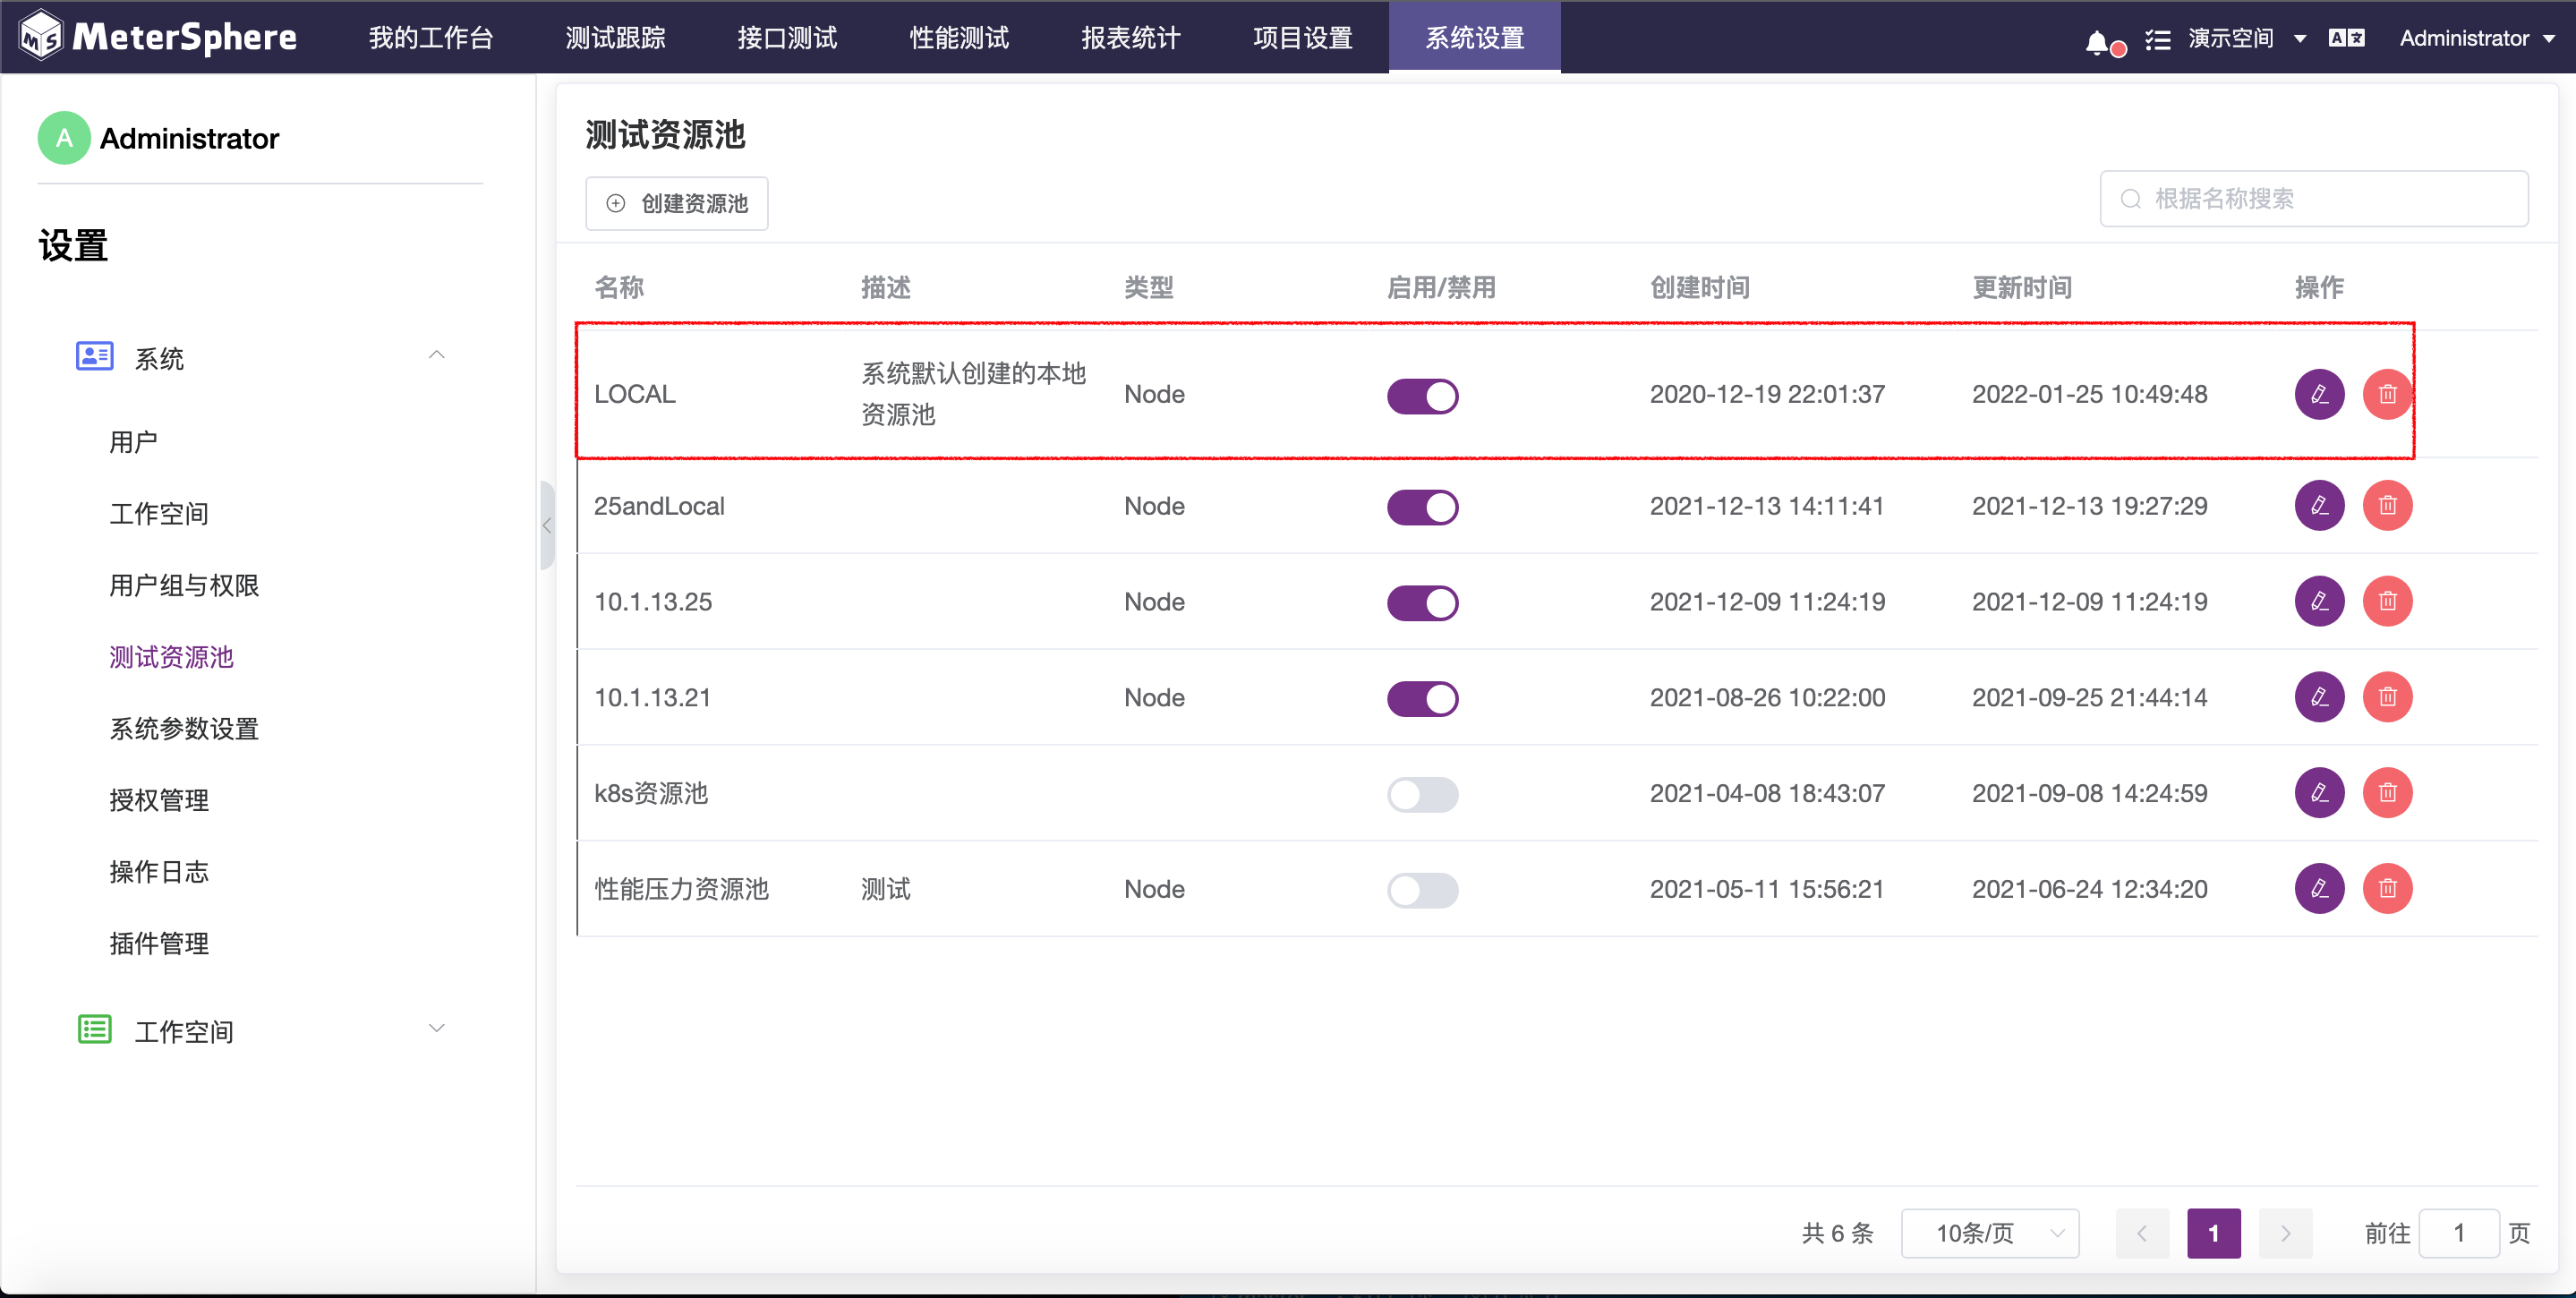 MS MeterSphere 我的工作台 测试跟踪 接口测试 性能测试 报表统计 项目设置 系统设置 演示空间 Administrator
A Administrator
设置
系统
用户
工作空间
用户组与权限
测试资源池
系统参数设置
授权管理
操作日志
插件管理
工作空间
测试资源池
创建资源池
根据名称搜索
名称 描述 类型 启用/禁用 创建时间 更新时间 操作
LOCAL 系统默认创建的本地 Node 2020-12-19 22:01:37 2022-01-25 10:49:48
资源池
25andLocal Node 2021-12-13 14:11:41 2021-12-13 19:27:29
10.1.13.25 Node 2021-12-09 11:24:19 2021-12-09 11:24:19
10.1.13.21 Node 2021-08-26 10:22:00 2021-09-25 21:44:14
k8s资源池 2021-04-08 18:43:07 2021-09-08 14:24:59
性能压力资源池 测试 Node 2021-05-11 15:56:21 2021-06-24 12:34:20
共 6 条 10条/页 1 前往 1 页